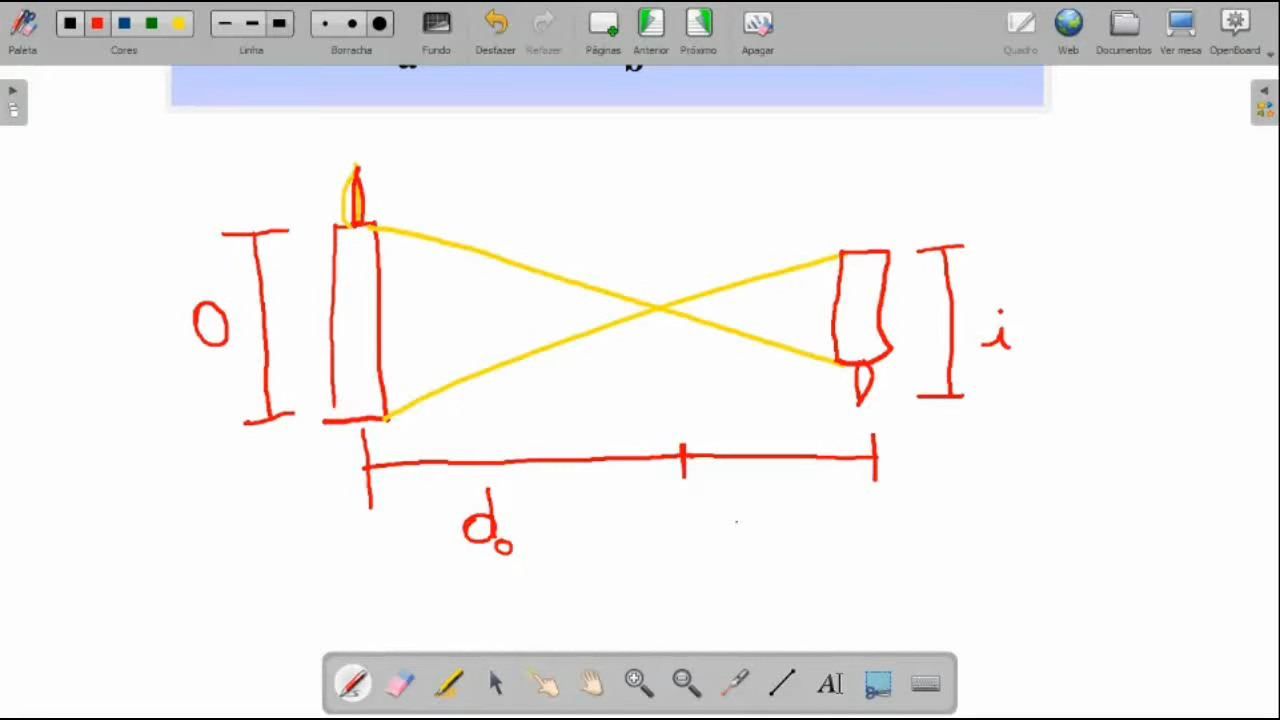 Paleta Cores Linha Borracha Fundo Desfazer Refazer Páginas Anterior Próximo Apagar Quadro Web Documentos Ver mesa OpenBoard
O
i
d₀
AI